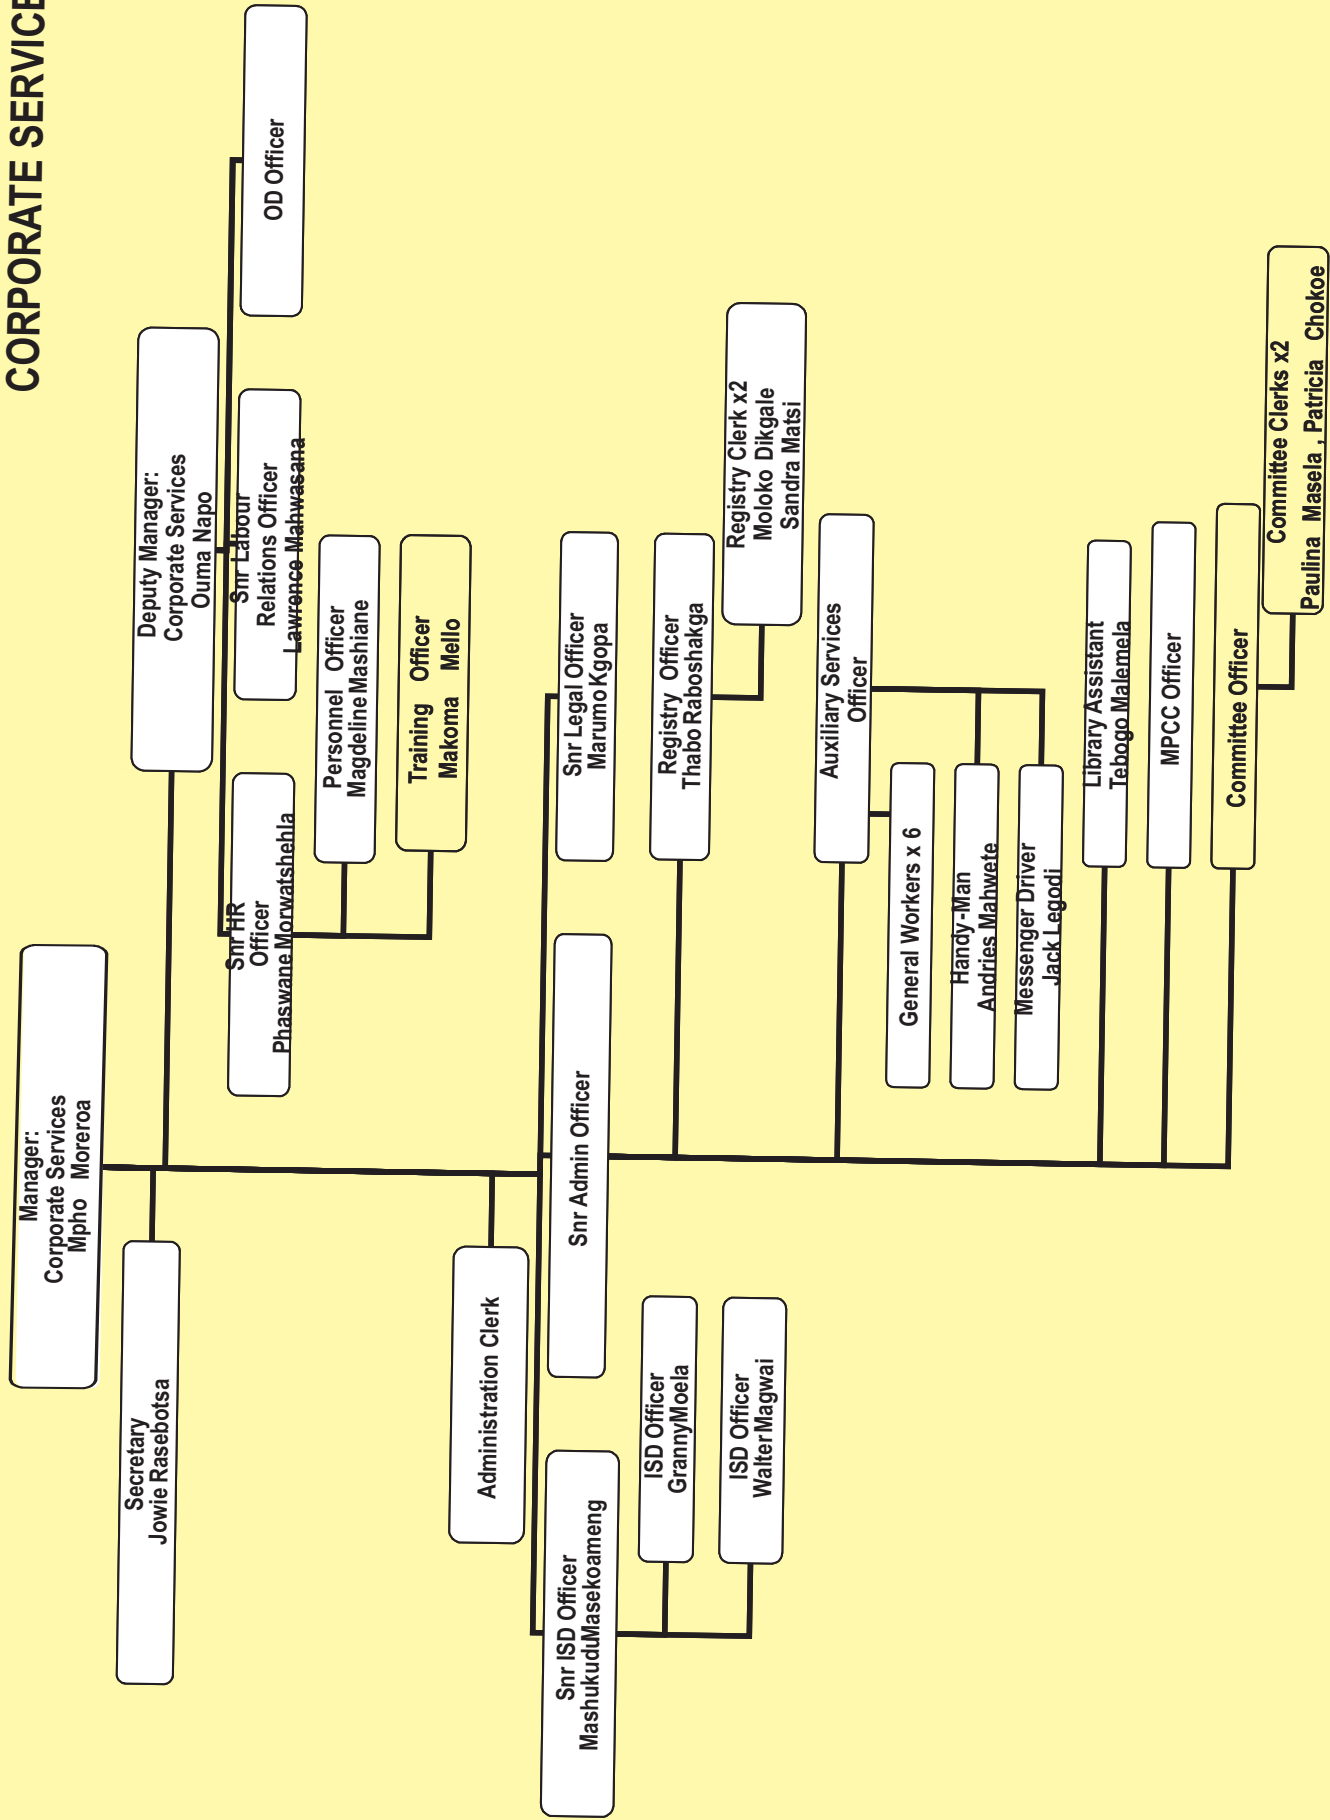 CORPORATE SERVICE
Manager:
Corporate Services
Mpho Moreroa
Secretary
Jowie Rasebotsa
Deputy Manager:
Corporate Services
Ouma Napo
Snr HR
Officer
Phaswane Morwatshehla
Snr Labour
Relations Officer
Lawrence Mahwasana
OD Officer
Personnel Officer
Magdeline Mashiane
Training Officer
Makoma Mello
Administration Clerk
Snr ISD Officer
Mashukudu Masekoameng
ISD Officer
Granny Moela
ISD Officer
Walter Magwai
Snr Admin Officer
Snr Legal Officer
Marumo Kgopa
Registry Officer
Thabo Raboshakga
Registry Clerk x2
Moloko Dikgale
Sandra Matsi
Auxiliary Services
Officer
General Workers x 6
Handy-Man
Andries Mahwete
Messenger Driver
Jack Legodi
Library Assistant
Tebogo Malemela
MPCC Officer
Committee Officer
Committee Clerks x2
Paulina Masela , Patricia Chokoe